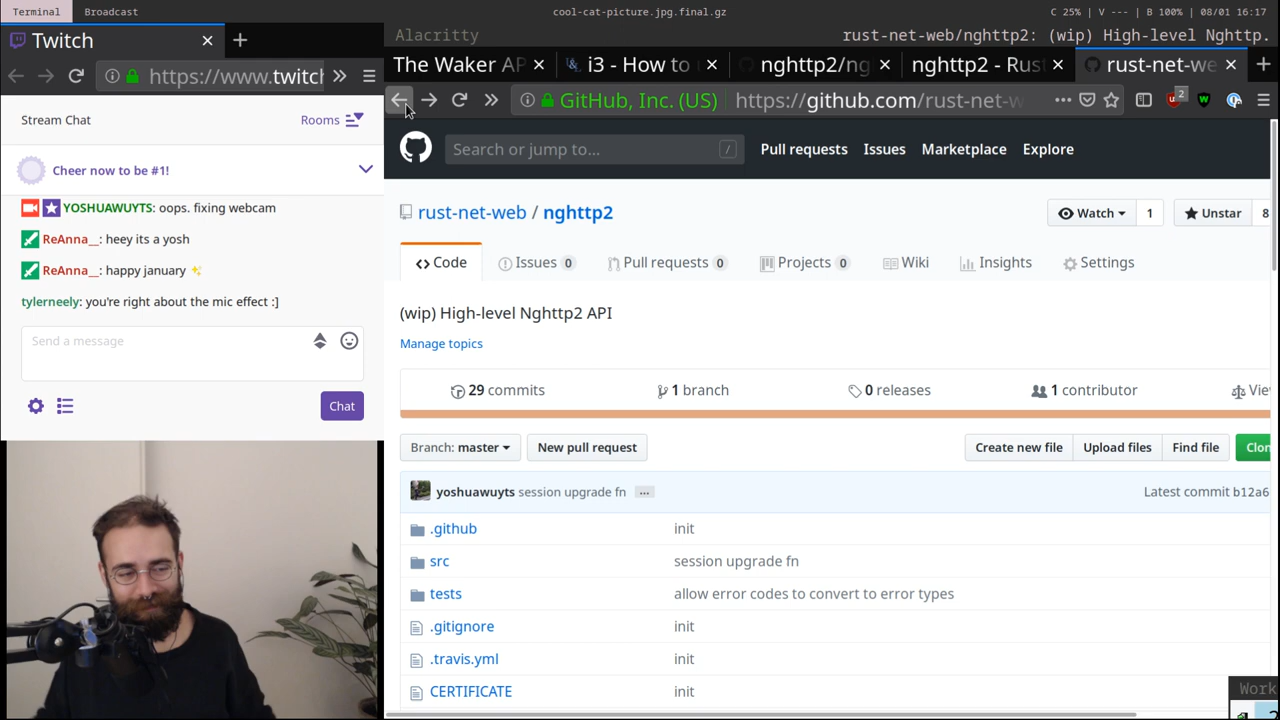 Terminal Broadcast cool-cat-picture.jpg.final.gz C 25% | V --- | B 100% | 08/01 16:17
Twitch
https://www.twitc
Stream Chat Rooms
Cheer now to be #1!
YOSHUAWUYTS: oops. fixing webcam
ReAnna__: heey its a yosh
ReAnna__: happy january ✨
tylerneely: you're right about the mic effect :]
Send a message
Chat
Alacritty rust-net-web/nghttp2: (wip) High-level Nghttp.
The Waker AP i3 - How to nghttp2/ng nghttp2 - Rus rust-net-we
GitHub, Inc. (US) https://github.com/rust-net-w 2
Search or jump to... / Pull requests Issues Marketplace Explore
rust-net-web / nghttp2 Watch 1 Unstar 8
Code Issues 0 Pull requests 0 Projects 0 Wiki Insights Settings
(wip) High-level Nghttp2 API
Manage topics
29 commits 1 branch 0 releases 1 contributor Vie
Branch: master New pull request Create new file Upload files Find file Clon
yoshuawuyts session upgrade fn ... Latest commit b12a6
.github init
src session upgrade fn
tests allow error codes to convert to error types
.gitignore init
.travis.yml init
CERTIFICATE init
Work